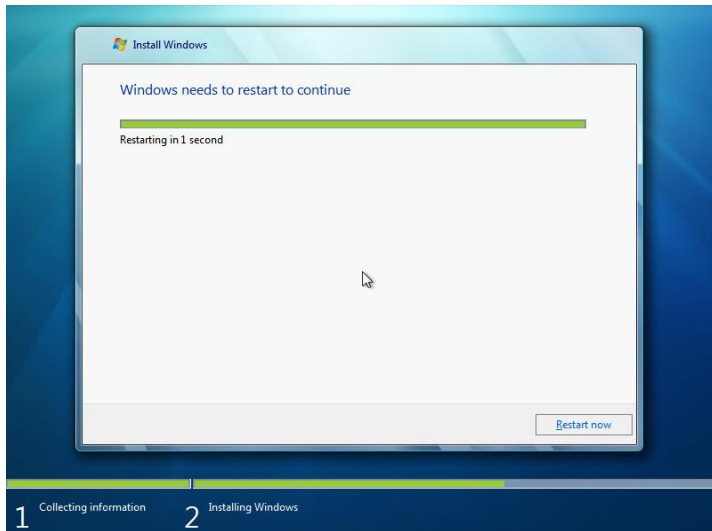 Install Windows
Windows needs to restart to continue
Restarting in 1 second
Restart now
1 Collecting information
2 Installing Windows